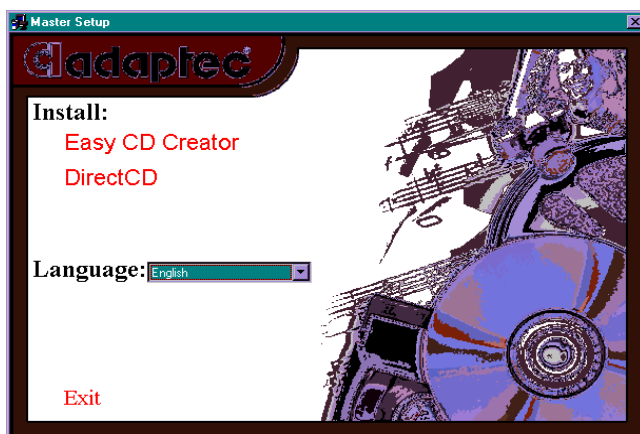 Master Setup
adaptec
Install:
Easy CD Creator
DirectCD
Language: English
Exit